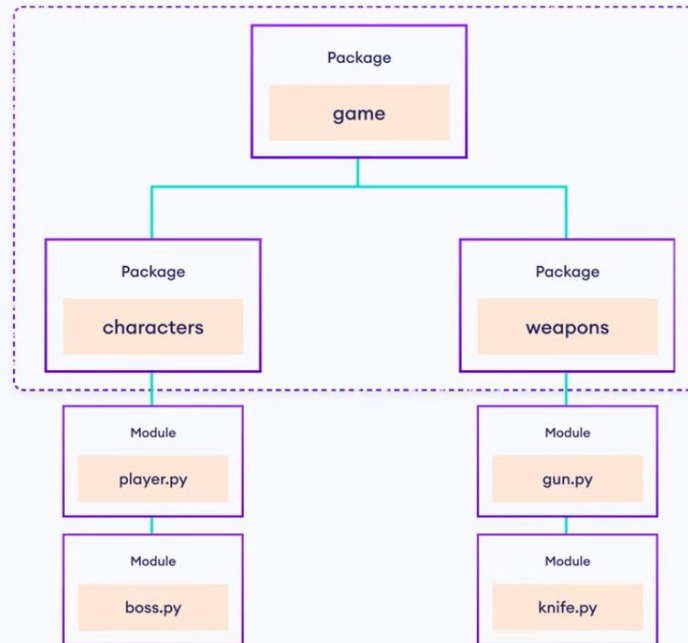 Package
game
Package
characters
Package
weapons
Module
player.py
Module
gun.py
Module
boss.py
Module
knife.py